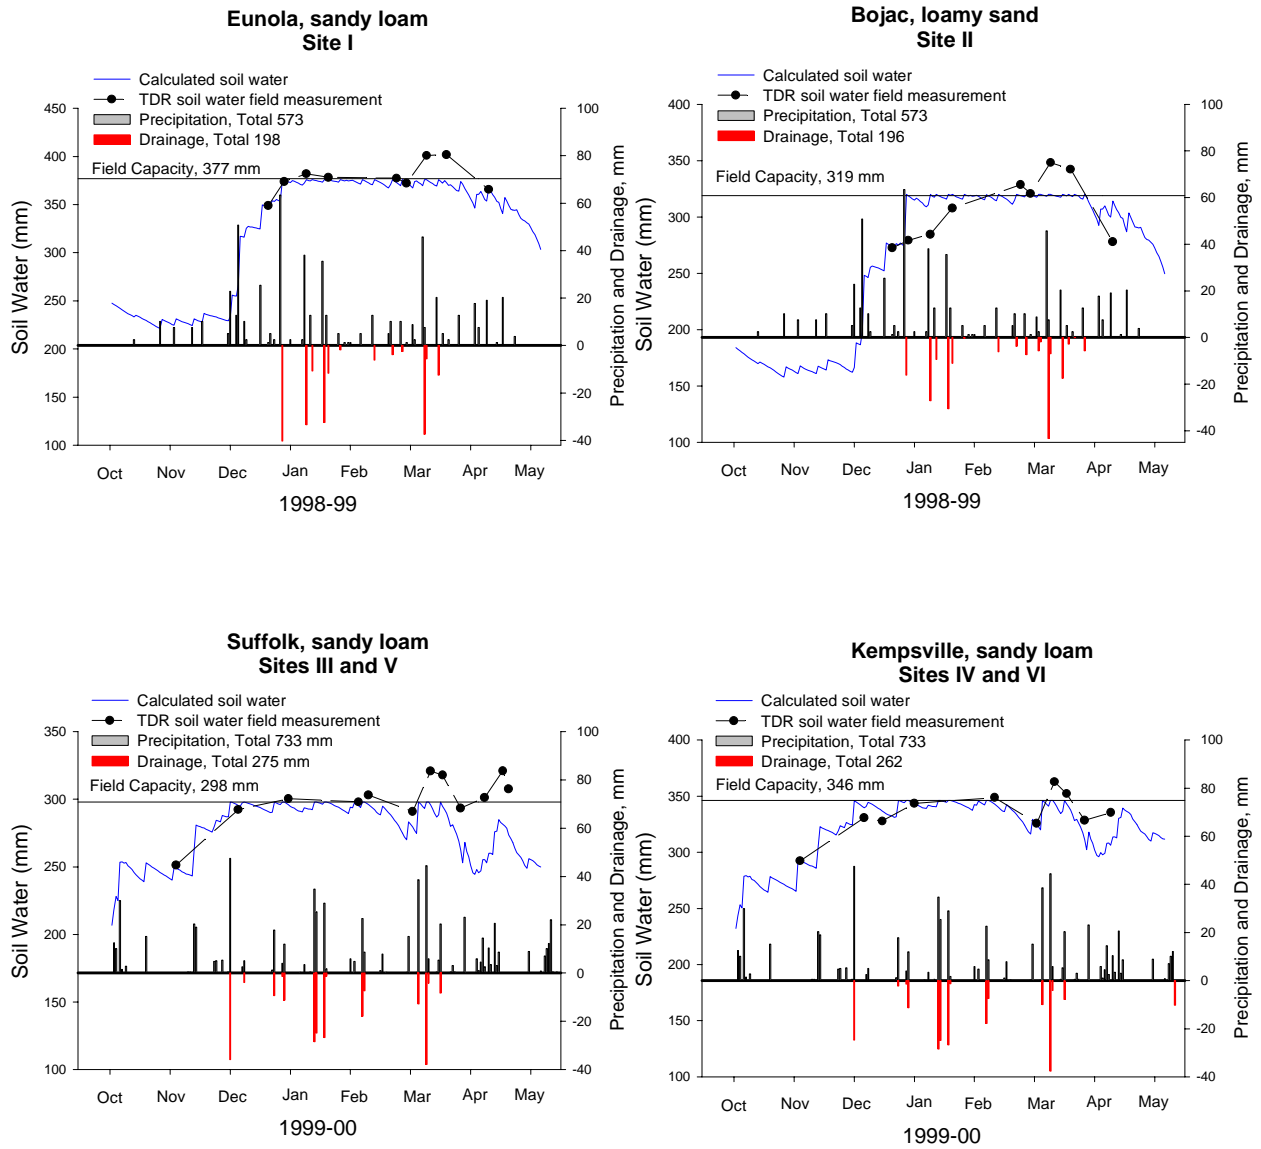 Eunola, sandy loam
Site I
Calculated soil water
TDR soil water field measurement
Precipitation, Total 573
Drainage, Total 198
Field Capacity, 377 mm
Soil Water (mm)
450
400
350
300
250
200
150
100
100
80
60
40
20
0
-20
-40
Precipitation and Drainage, mm
Oct Nov Dec Jan Feb Mar Apr May
1998-99
Bojac, loamy sand
Site II
Calculated soil water
TDR soil water field measurement
Precipitation, Total 573
Drainage, Total 196
Field Capacity, 319 mm
Soil Water (mm)
400
350
300
250
200
150
100
100
80
60
40
20
0
-20
-40
Precipitation and Drainage, mm
Oct Nov Dec Jan Feb Mar Apr May
1998-99
Suffolk, sandy loam
Sites III and V
Calculated soil water
TDR soil water field measurement
Precipitation, Total 733 mm
Drainage, Total 275 mm
Field Capacity, 298 mm
Soil Water (mm)
350
300
250
200
150
100
100
80
60
40
20
0
-20
-40
Precipitation and Drainage, mm
Oct Nov Dec Jan Feb Mar Apr May
1999-00
Kempsville, sandy loam
Sites IV and VI
Calculated soil water
TDR soil water field measurement
Precipitation, Total 733
Drainage, Total 262
Field Capacity, 346 mm
Soil Water (mm)
400
350
300
250
200
150
100
100
80
60
40
20
0
-20
-40
Precipitation and Drainage, mm
Oct Nov Dec Jan Feb Mar Apr May
1999-00